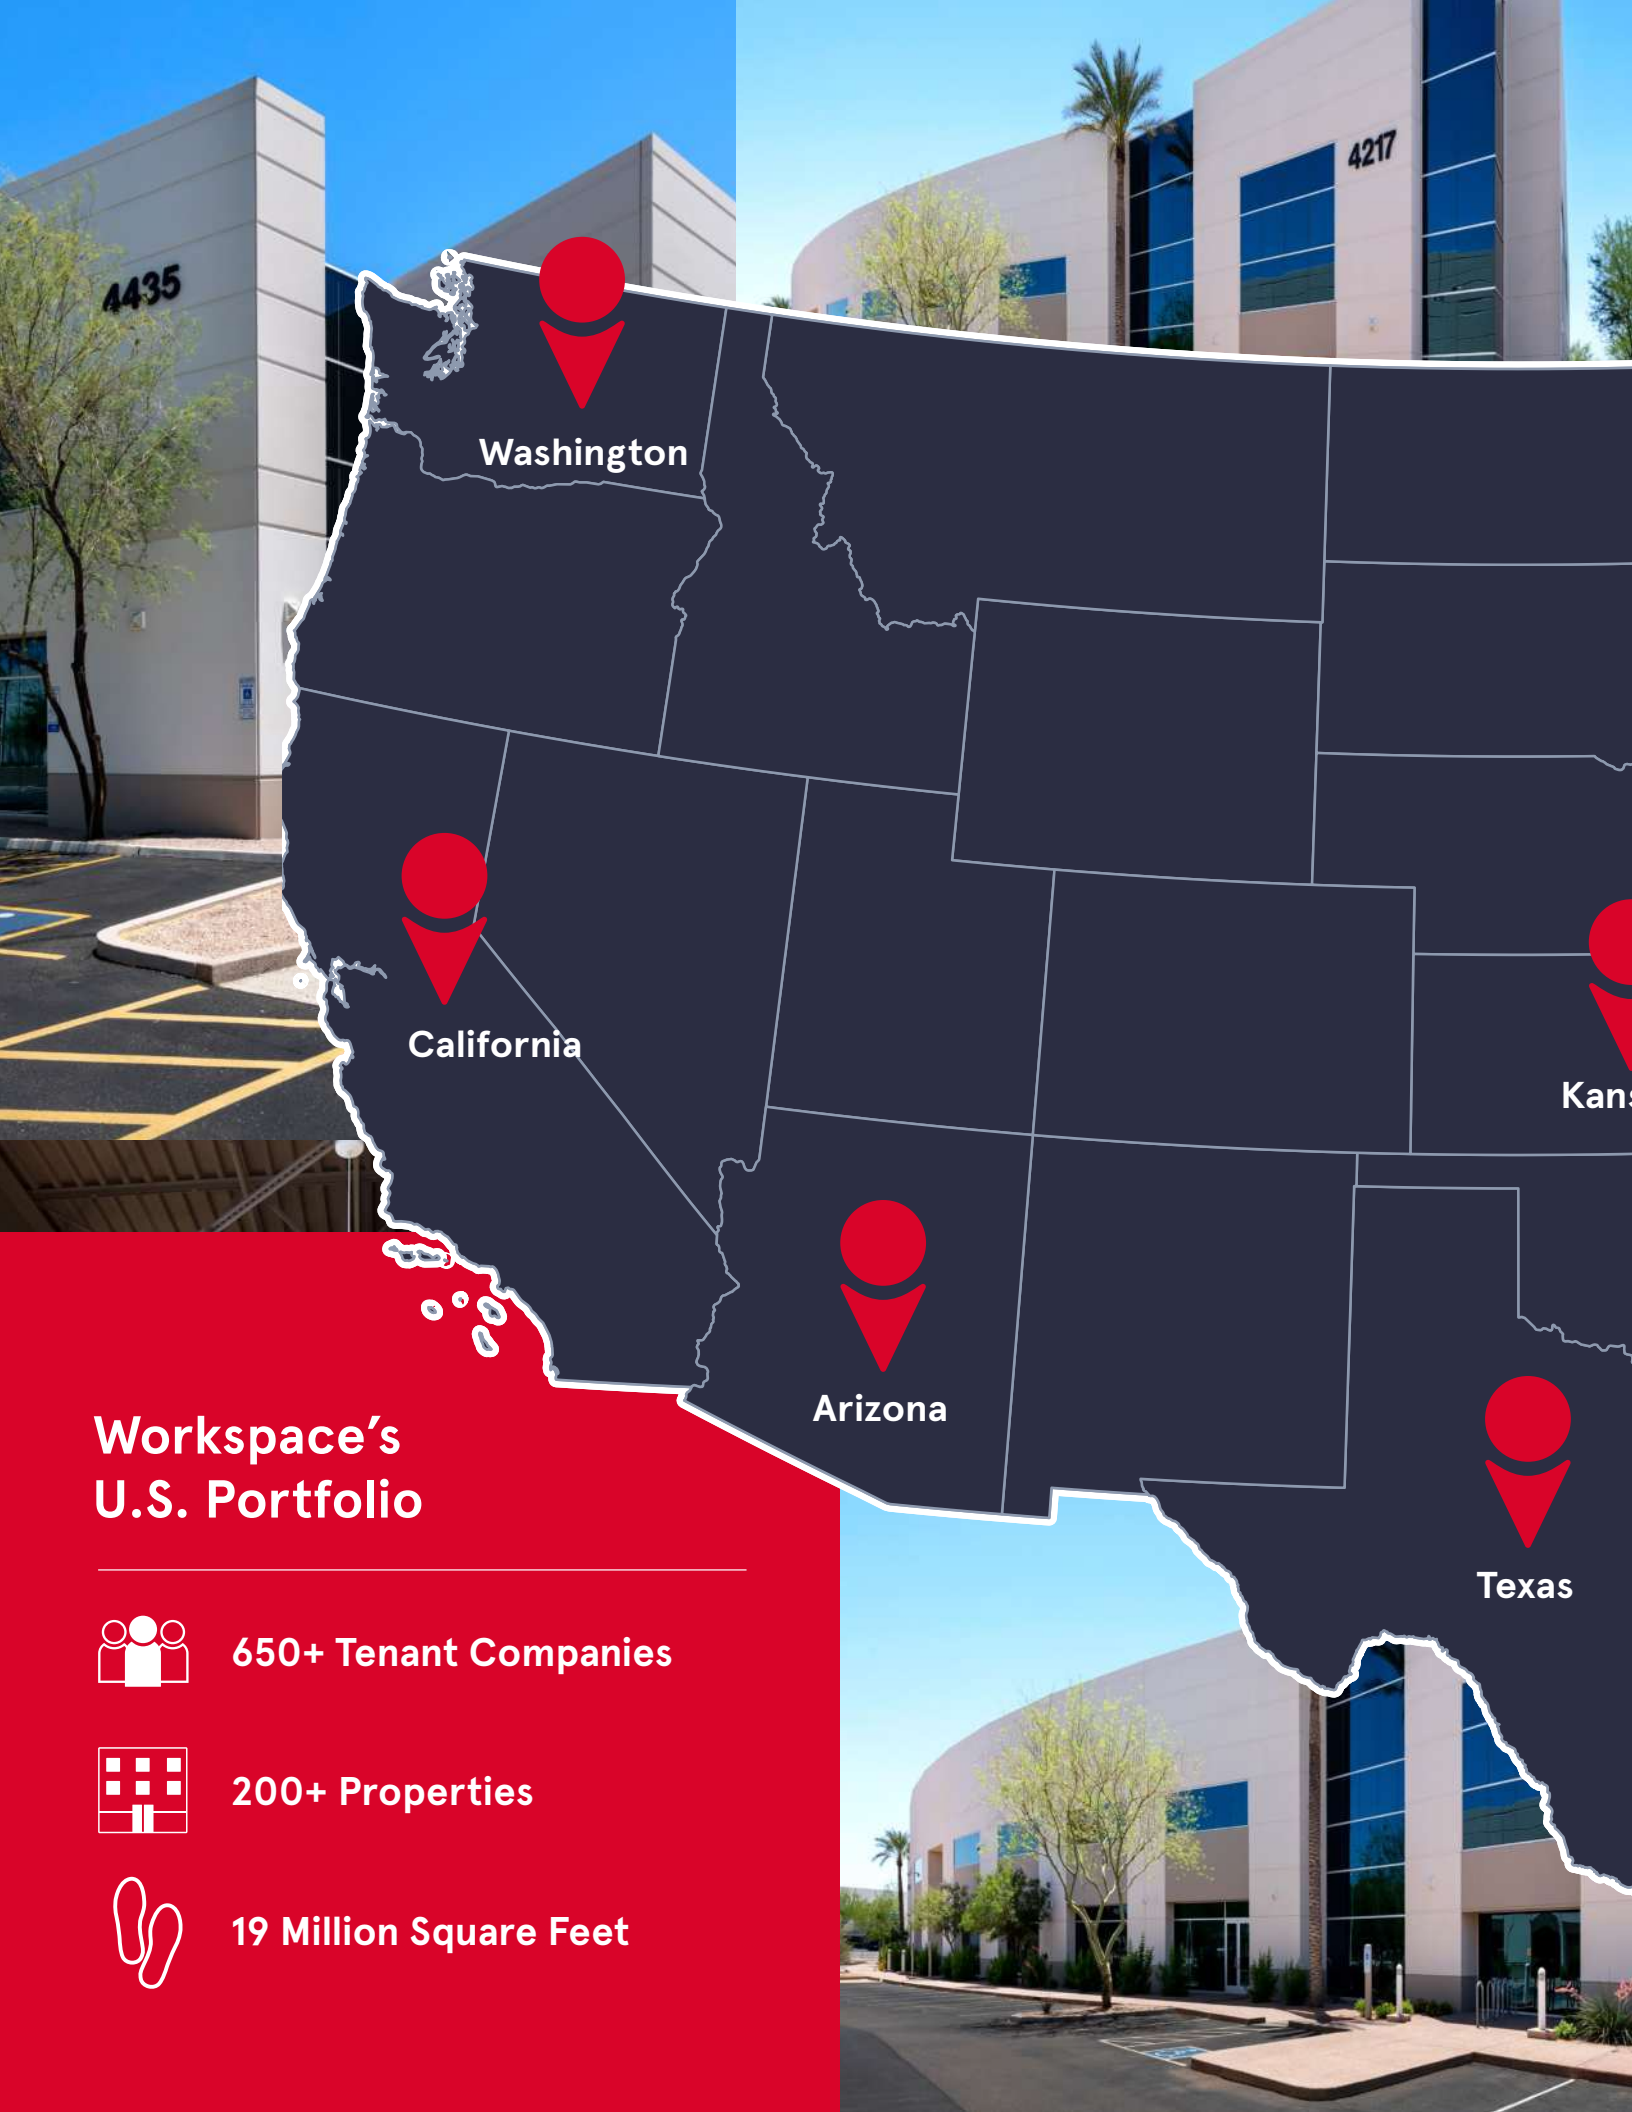 4435
4217
Washington
California
Kans
Arizona
Texas
Workspace’s
U.S. Portfolio
650+ Tenant Companies
200+ Properties
19 Million Square Feet